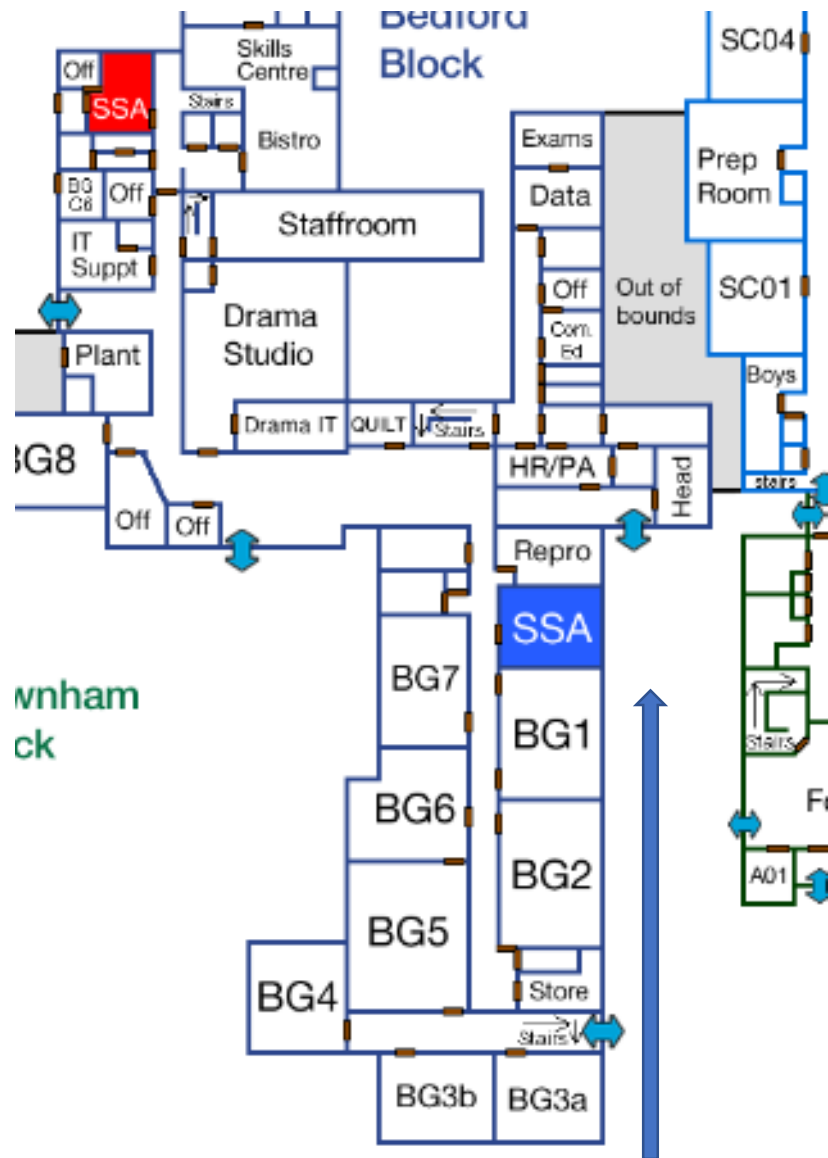 Bedford
Block
SC04
Skills
Centre
Off
SSA
Stairs
Bistro
Exams
Prep
Room
Data
BG
C6
Off
Staffroom
IT
Suppt
Off
Out of
bounds
SC01
Com.
Ed
Drama
Studio
Plant
Boys
Drama IT
QUILT
Stairs
BG8
HR/PA
Head
stairs
Off
Off
Repro
SSA
BG7
wnham
ck
BG1
Stairs
BG6
Fe
BG2
A01
BG5
BG4
Store
Stairs
BG3b
BG3a